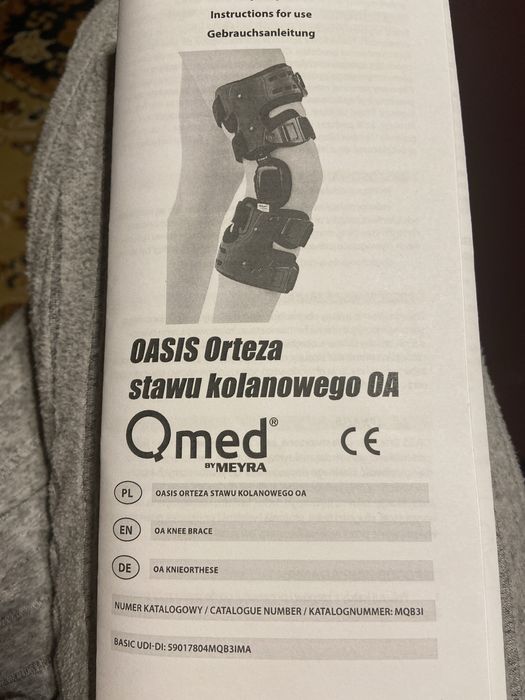 Instructions for use
Gebrauchsanleitung
OASIS Orteza
stawu kolanowego OA
Qmed®
BY MEYRA
CE
PL OASIS ORTEZA STAWU KOLANOWEGO OA
EN OA KNEE BRACE
DE OA KNIEORTHESE
NUMER KATALOGOWY / CATALOGUE NUMBER / KATALOGNUMMER: MQB3I
BASIC UDI-DI: 59017804MQB3IMA